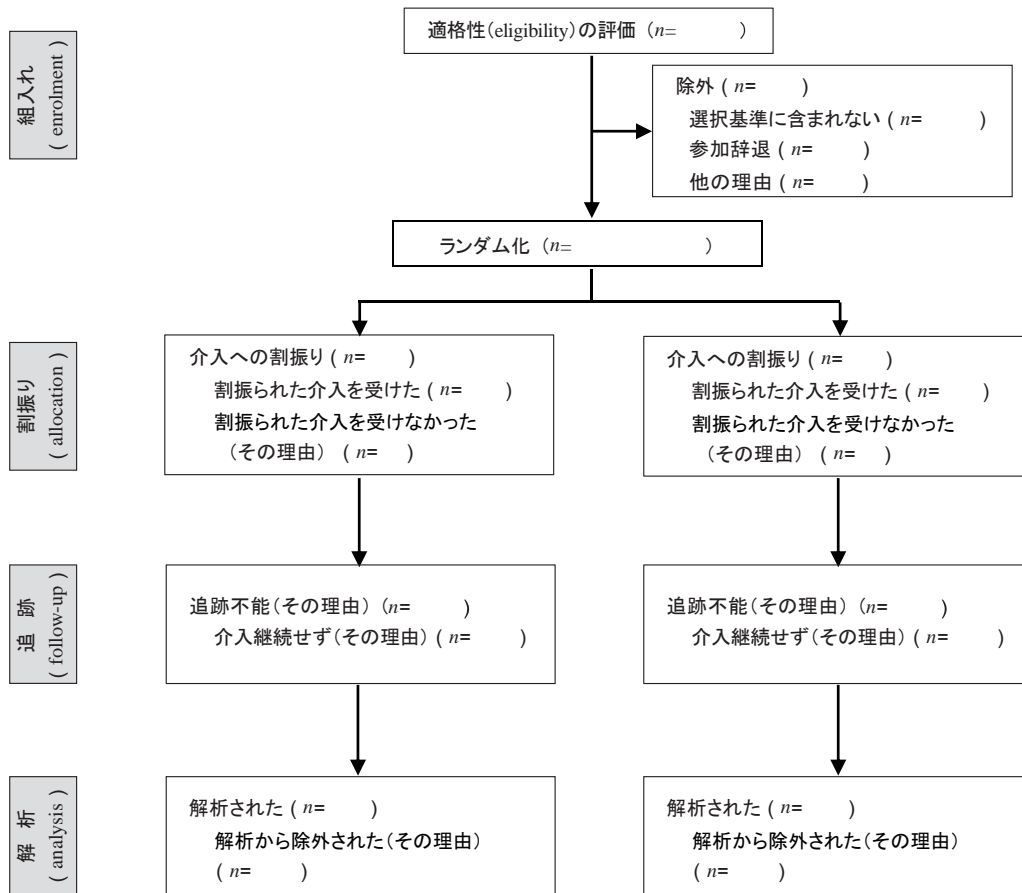 適格性(eligibility)の評価 (n= )
組入れ
( enrolment )
除外 ( n= )
選択基準に含まれない ( n= )
参加辞退 ( n= )
他の理由 ( n= )
ランダム化 (n= )
割振り
( allocation )
介入への割振り ( n= )
割振られた介入を受けた ( n= )
割振られた介入を受けなかった
(その理由) ( n= )
介入への割振り ( n= )
割振られた介入を受けた ( n= )
割振られた介入を受けなかった
(その理由) ( n= )
追 跡
( follow-up )
追跡不能(その理由) (n= )
介入継続せず(その理由) ( n= )
追跡不能(その理由) (n= )
介入継続せず(その理由) ( n= )
解 析
( analysis )
解析された ( n= )
解析から除外された(その理由)
( n= )
解析された ( n= )
解析から除外された(その理由)
( n= )